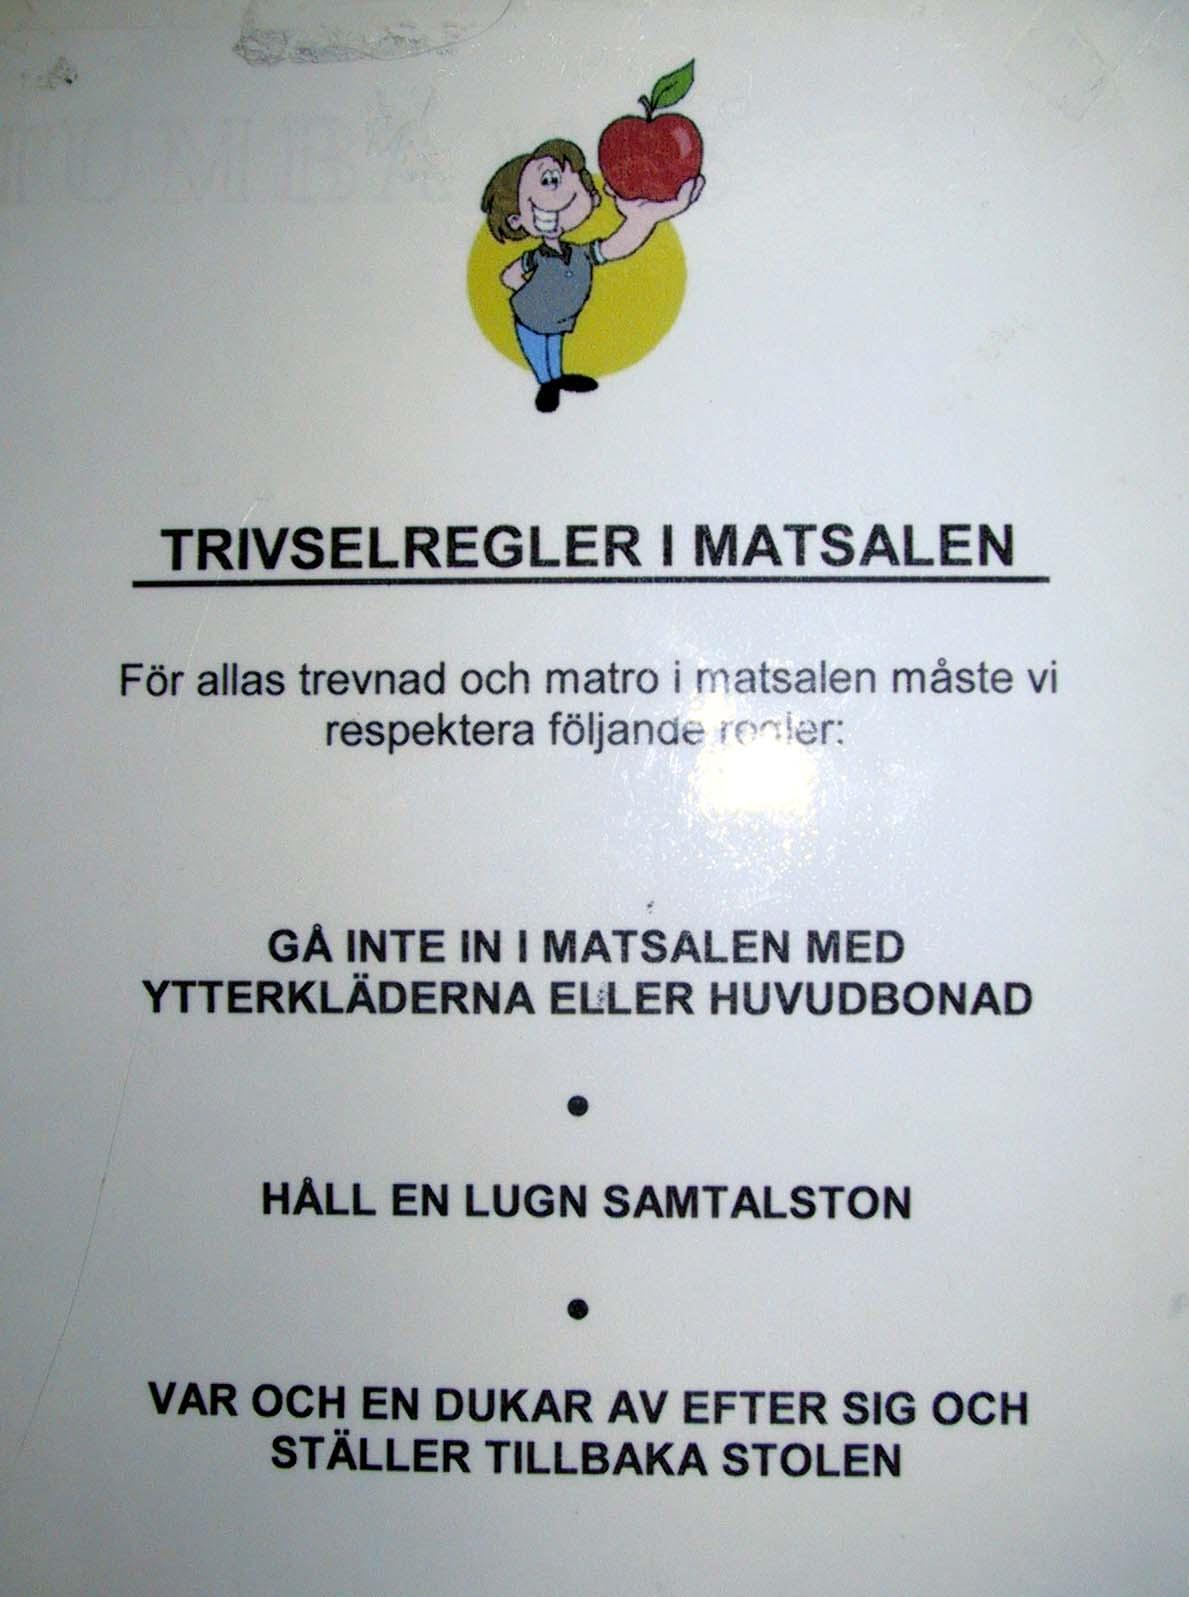 TRIVSELREGLER I MATSALEN
För allas trevnad och matro i matsalen måste vi
respektera följande regler:
GÅ INTE IN I MATSALEN MED
YTTERKLÄDERNA ELLER HUVUDBONAD
•
HÅLL EN LUGN SAMTALSTON
•
VAR OCH EN DUKAR AV EFTER SIG OCH
STÄLLER TILLBAKA STOLEN